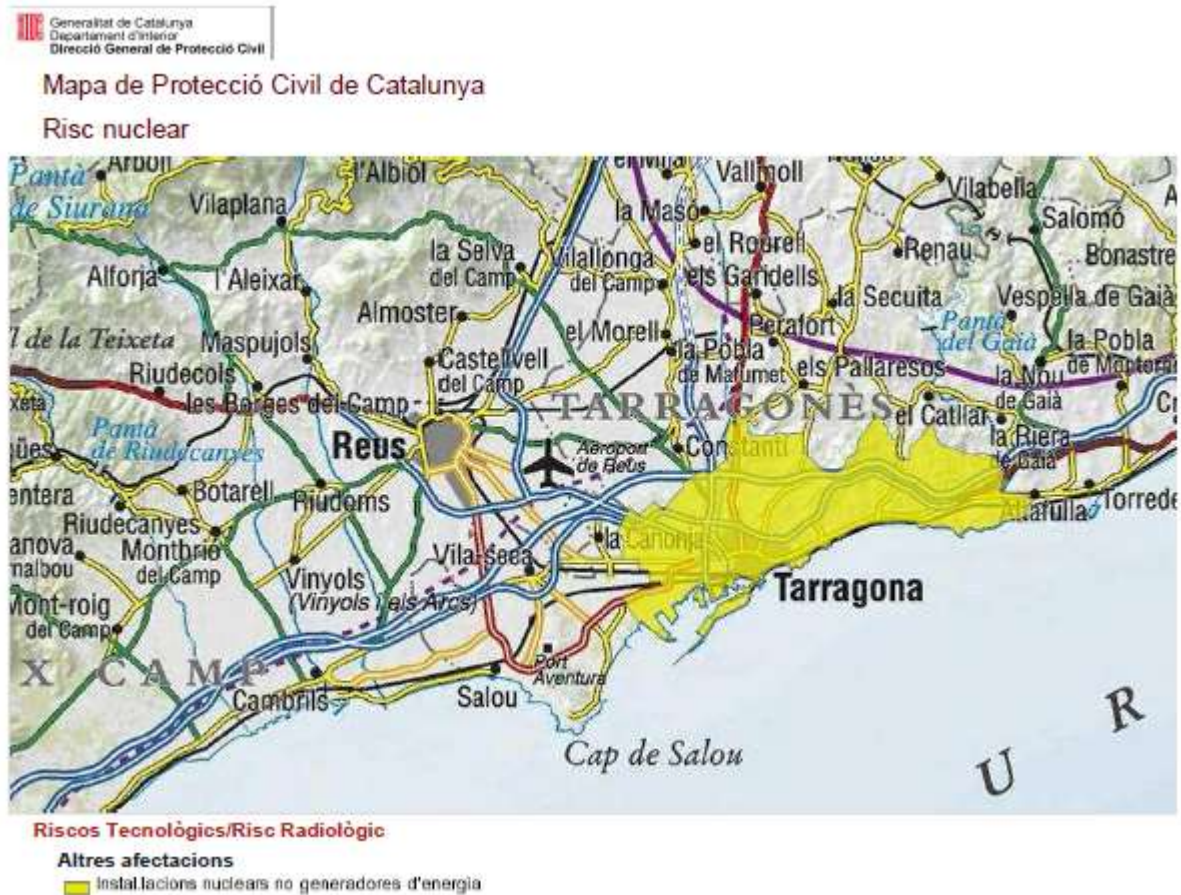 Generalitat de Catalunya
Departament d'Interior
Direcció General de Protecció Civil
Mapa de Protecció Civil de Catalunya
Risc nuclear
Arbolí
l'Albiol
el Milà
Vallmoll
Vilabella
Pantà
de Siurana
Vilaplana
la Masó
Salomó
el Rourell
Renau
Bonastre
la Selva
del Camp
Vilallonga
del Camp
els Garidells
Alforja
l'Aleixar
la Secuita
Vespella de Gaià
Almoster
el Morell
Perafort
Pantà
del Gaià
l de la Teixeta
Maspujols
Castellvell
del Camp
la Pobla
de Mafumet
els Pallaresos
la Pobla
de Montorn
Riudecols
la Nou
de Gaià
les Borges del Camp
TARRAGONÈS
el Catllar
Pantà
de Riudecanyes
Reus
Aeroport
de Reus
Constantí
la Riera
de Gaià
Botarell
Riudoms
Altafulla
Torrede
Riudecanyes
Montbrió
del Camp
la Canonja
Vila-seca
Vinyols
(Vinyols i els Arcs)
Tarragona
Mont-roig
del Camp
X CAMP
Port
Aventura
Cambrils
Salou
Cap de Salou
U R
Riscos Tecnològics/Risc Radiològic
Altres afectacions
Instal.lacions nuclears no generadores d'energia